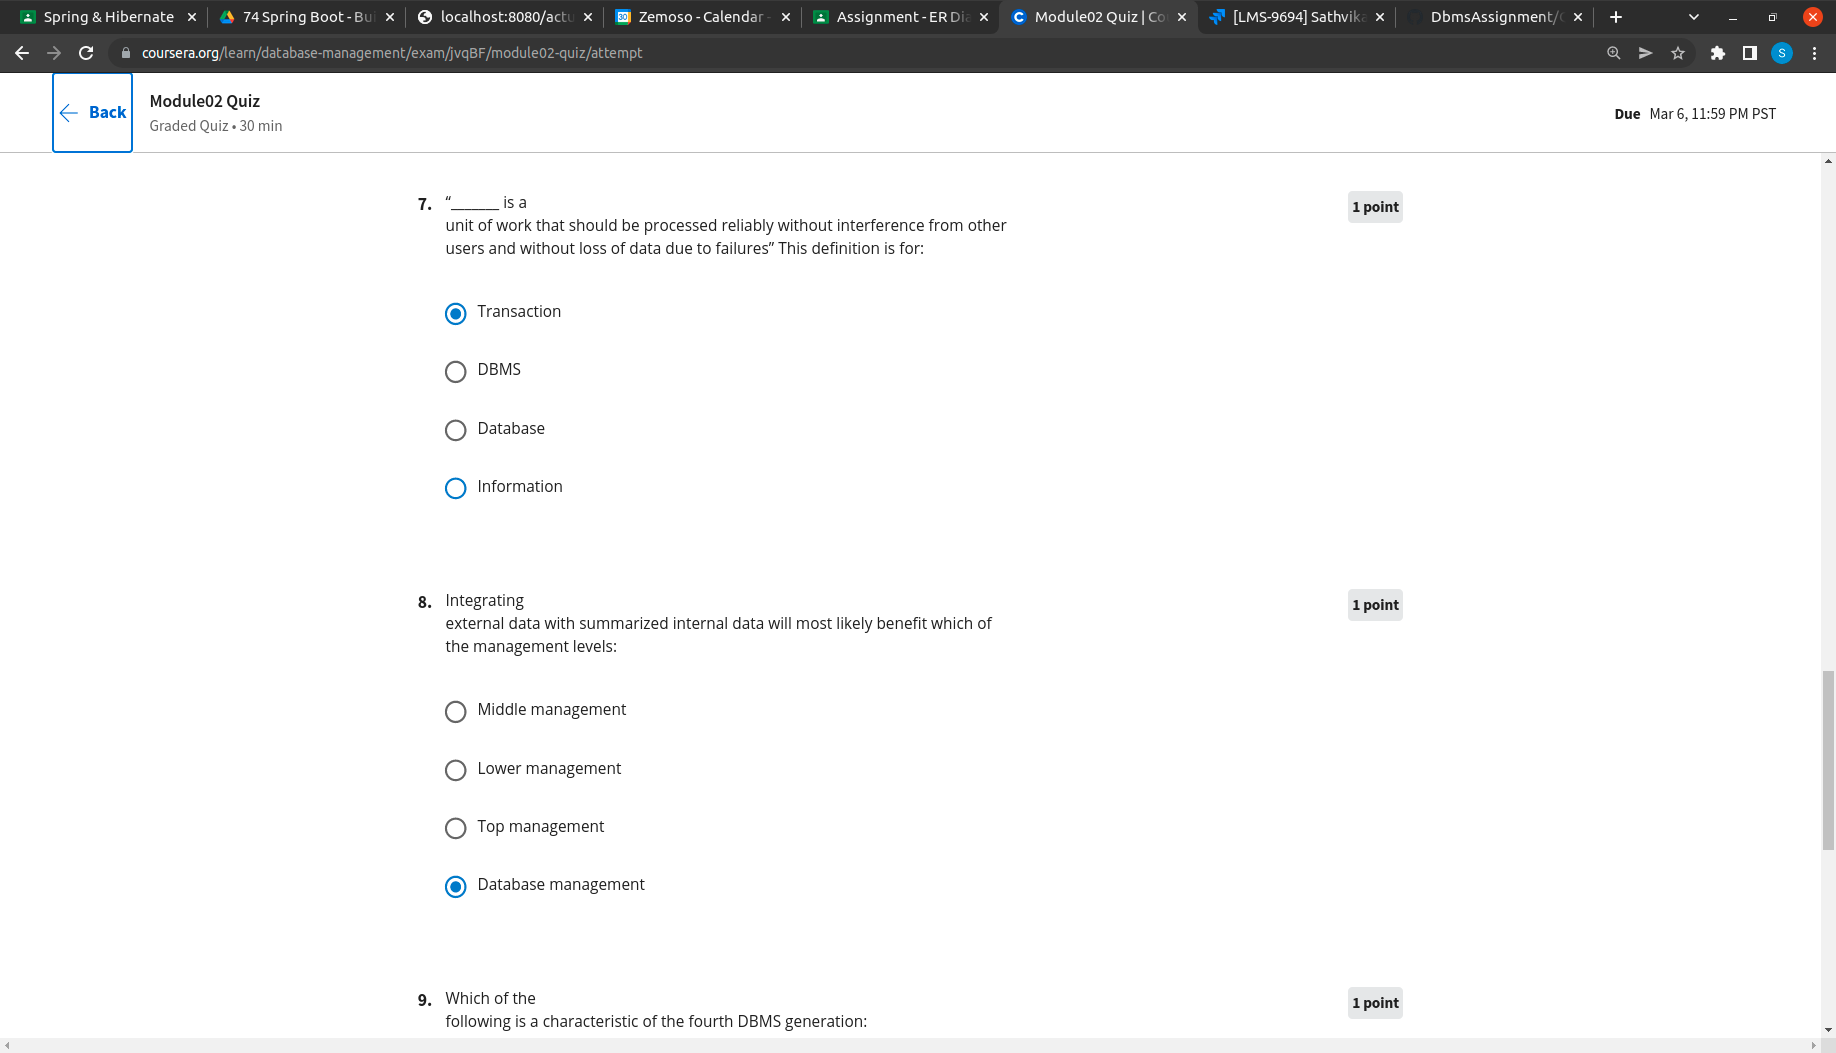 Spring & Hibernate
74 Spring Boot - Bui
localhost:8080/actu
Zemoso - Calendar -
Assignment - ER Dia
Module02 Quiz | Co
[LMS-9694] Sathvika
DbmsAssignment/
coursera.org/learn/database-management/exam/jvqBF/module02-quiz/attempt
S
Back
Module02 Quiz
Graded Quiz • 30 min
Due Mar 6, 11:59 PM PST
7. “_______ is a
1 point
unit of work that should be processed reliably without interference from other
users and without loss of data due to failures” This definition is for:
Transaction
DBMS
Database
Information
8. Integrating
1 point
external data with summarized internal data will most likely benefit which of
the management levels:
Middle management
Lower management
Top management
Database management
9. Which of the
1 point
following is a characteristic of the fourth DBMS generation: